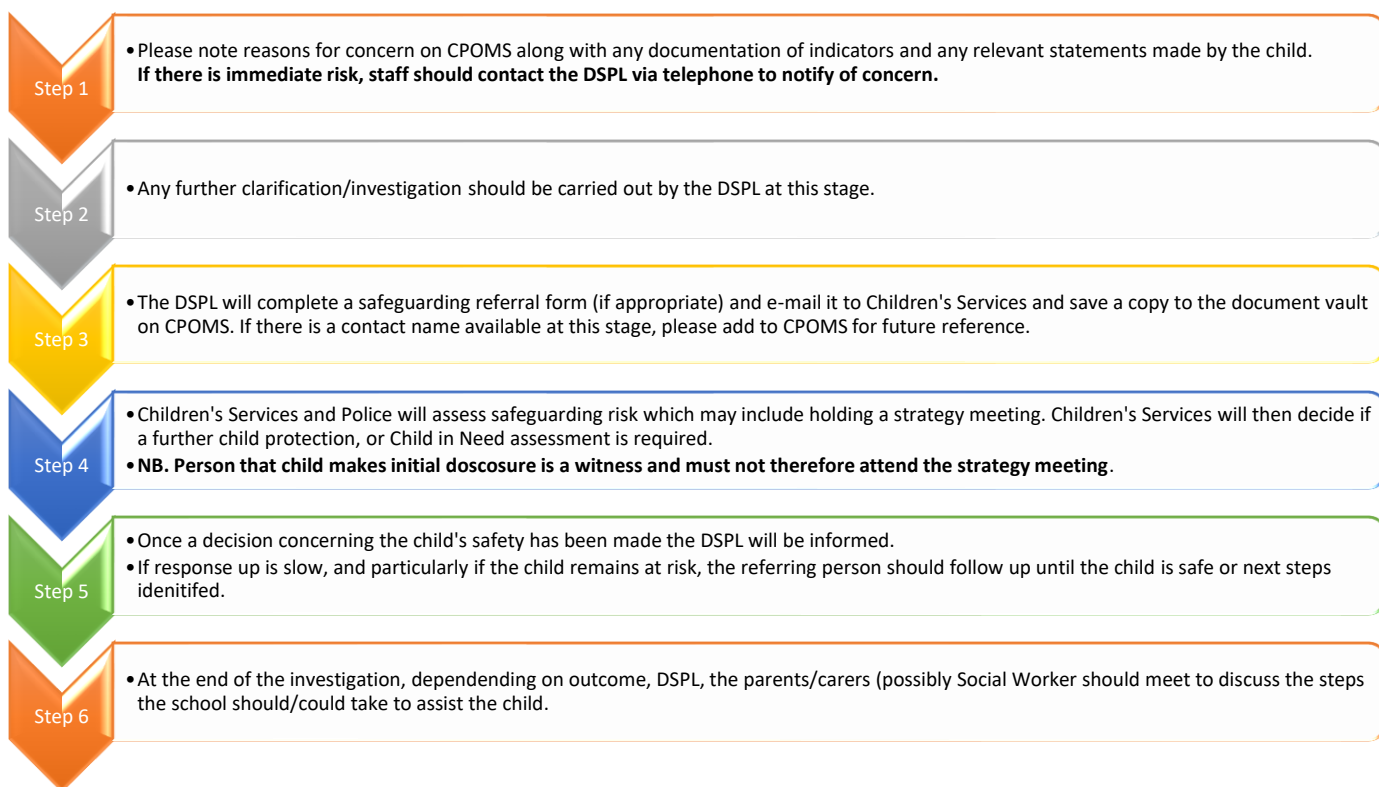 Step 1
•Please note reasons for concern on CPOMS along with any documentation of indicators and any relevant statements made by the child.
If there is immediate risk, staff should contact the DSPL via telephone to notify of concern.
Step 2
•Any further clarification/investigation should be carried out by the DSPL at this stage.
Step 3
•The DSPL will complete a safeguarding referral form (if appropriate) and e-mail it to Children's Services and save a copy to the document vault
on CPOMS. If there is a contact name available at this stage, please add to CPOMS for future reference.
Step 4
•Children's Services and Police will assess safeguarding risk which may include holding a strategy meeting. Children's Services will then decide if
a further child protection, or Child in Need assessment is required.
•NB. Person that child makes initial doscosure is a witness and must not therefore attend the strategy meeting.
Step 5
•Once a decision concerning the child's safety has been made the DSPL will be informed.
•If response up is slow, and particularly if the child remains at risk, the referring person should follow up until the child is safe or next steps
idenitifed.
Step 6
•At the end of the investigation, dependending on outcome, DSPL, the parents/carers (possibly Social Worker should meet to discuss the steps
the school should/could take to assist the child.